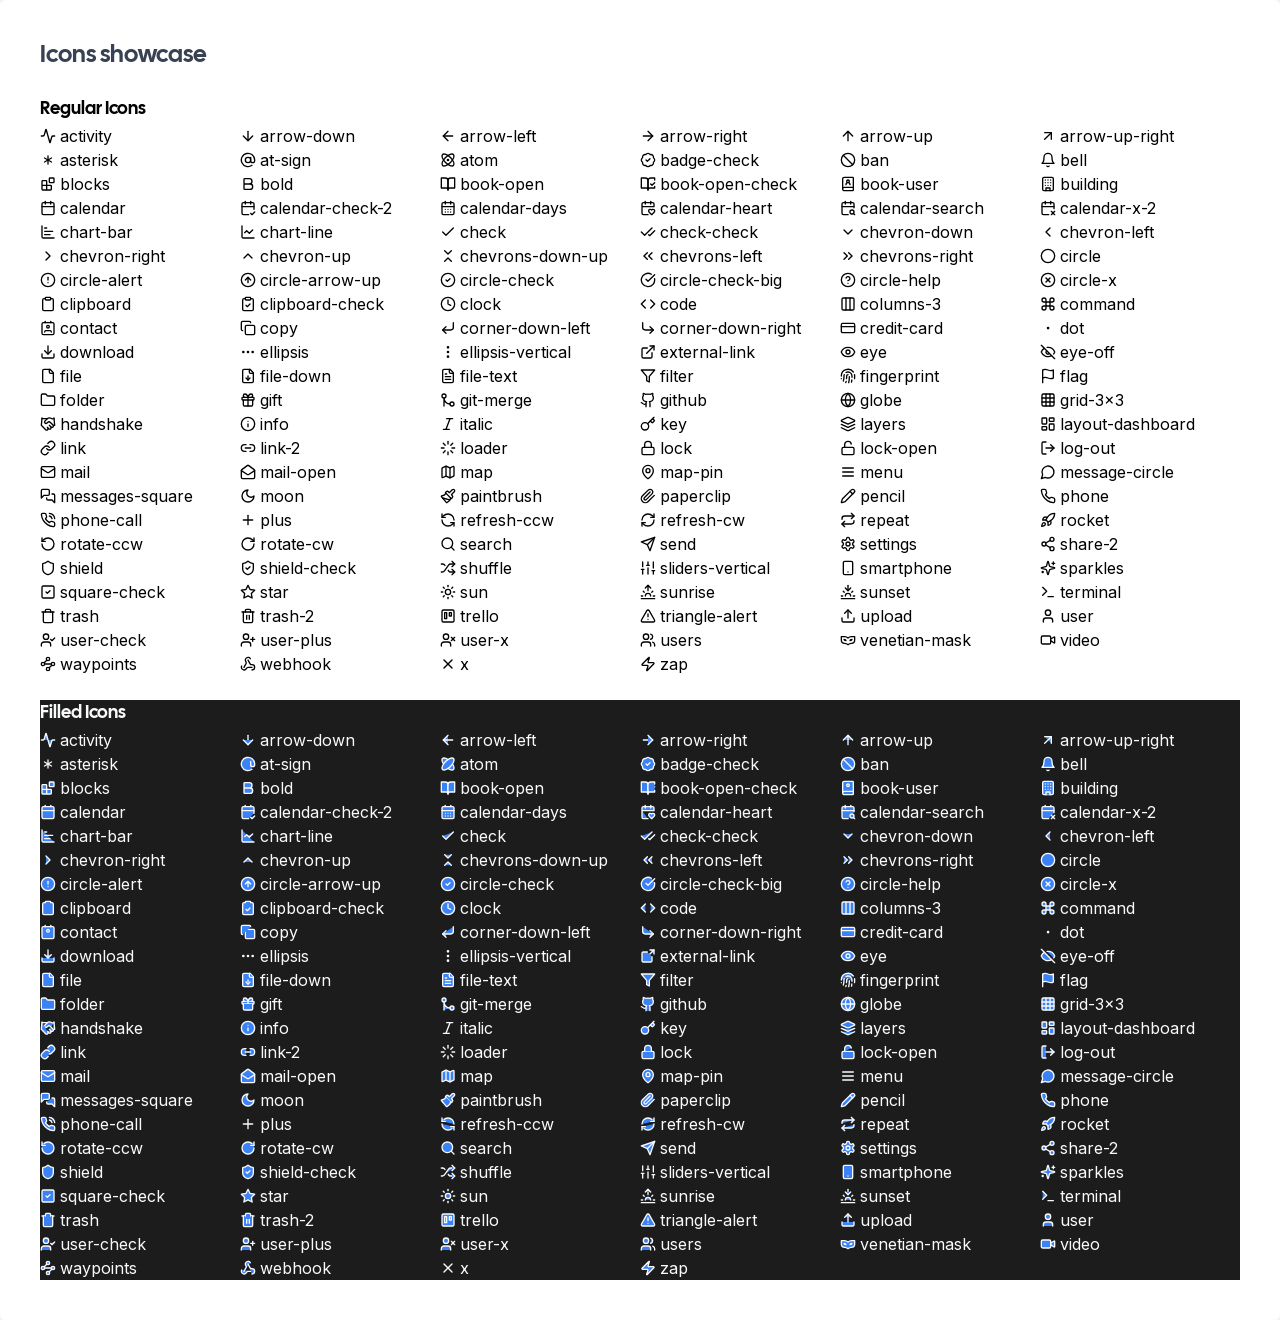 Icons showcase
Regular Icons
activity arrow-down arrow-left arrow-right arrow-up arrow-up-right
asterisk at-sign atom badge-check ban bell
blocks bold book-open book-open-check book-user building
calendar calendar-check-2 calendar-days calendar-heart calendar-search calendar-x-2
chart-bar chart-line check check-check chevron-down chevron-left
chevron-right chevron-up chevrons-down-up chevrons-left chevrons-right circle
circle-alert circle-arrow-up circle-check circle-check-big circle-help circle-x
clipboard clipboard-check clock code columns-3 command
contact copy corner-down-left corner-down-right credit-card dot
download ellipsis ellipsis-vertical external-link eye eye-off
file file-down file-text filter fingerprint flag
folder gift git-merge github globe grid-3×3
handshake info italic key layers layout-dashboard
link link-2 loader lock lock-open log-out
mail mail-open map map-pin menu message-circle
messages-square moon paintbrush paperclip pencil phone
phone-call plus refresh-ccw refresh-cw repeat rocket
rotate-ccw rotate-cw search send settings share-2
shield shield-check shuffle sliders-vertical smartphone sparkles
square-check star sun sunrise sunset terminal
trash trash-2 trello triangle-alert upload user
user-check user-plus user-x users venetian-mask video
waypoints webhook x zap
Filled Icons
activity arrow-down arrow-left arrow-right arrow-up arrow-up-right
asterisk at-sign atom badge-check ban bell
blocks bold book-open book-open-check book-user building
calendar calendar-check-2 calendar-days calendar-heart calendar-search calendar-x-2
chart-bar chart-line check check-check chevron-down chevron-left
chevron-right chevron-up chevrons-down-up chevrons-left chevrons-right circle
circle-alert circle-arrow-up circle-check circle-check-big circle-help circle-x
clipboard clipboard-check clock code columns-3 command
contact copy corner-down-left corner-down-right credit-card dot
download ellipsis ellipsis-vertical external-link eye eye-off
file file-down file-text filter fingerprint flag
folder gift git-merge github globe grid-3×3
handshake info italic key layers layout-dashboard
link link-2 loader lock lock-open log-out
mail mail-open map map-pin menu message-circle
messages-square moon paintbrush paperclip pencil phone
phone-call plus refresh-ccw refresh-cw repeat rocket
rotate-ccw rotate-cw search send settings share-2
shield shield-check shuffle sliders-vertical smartphone sparkles
square-check star sun sunrise sunset terminal
trash trash-2 trello triangle-alert upload user
user-check user-plus user-x users venetian-mask video
waypoints webhook x zap